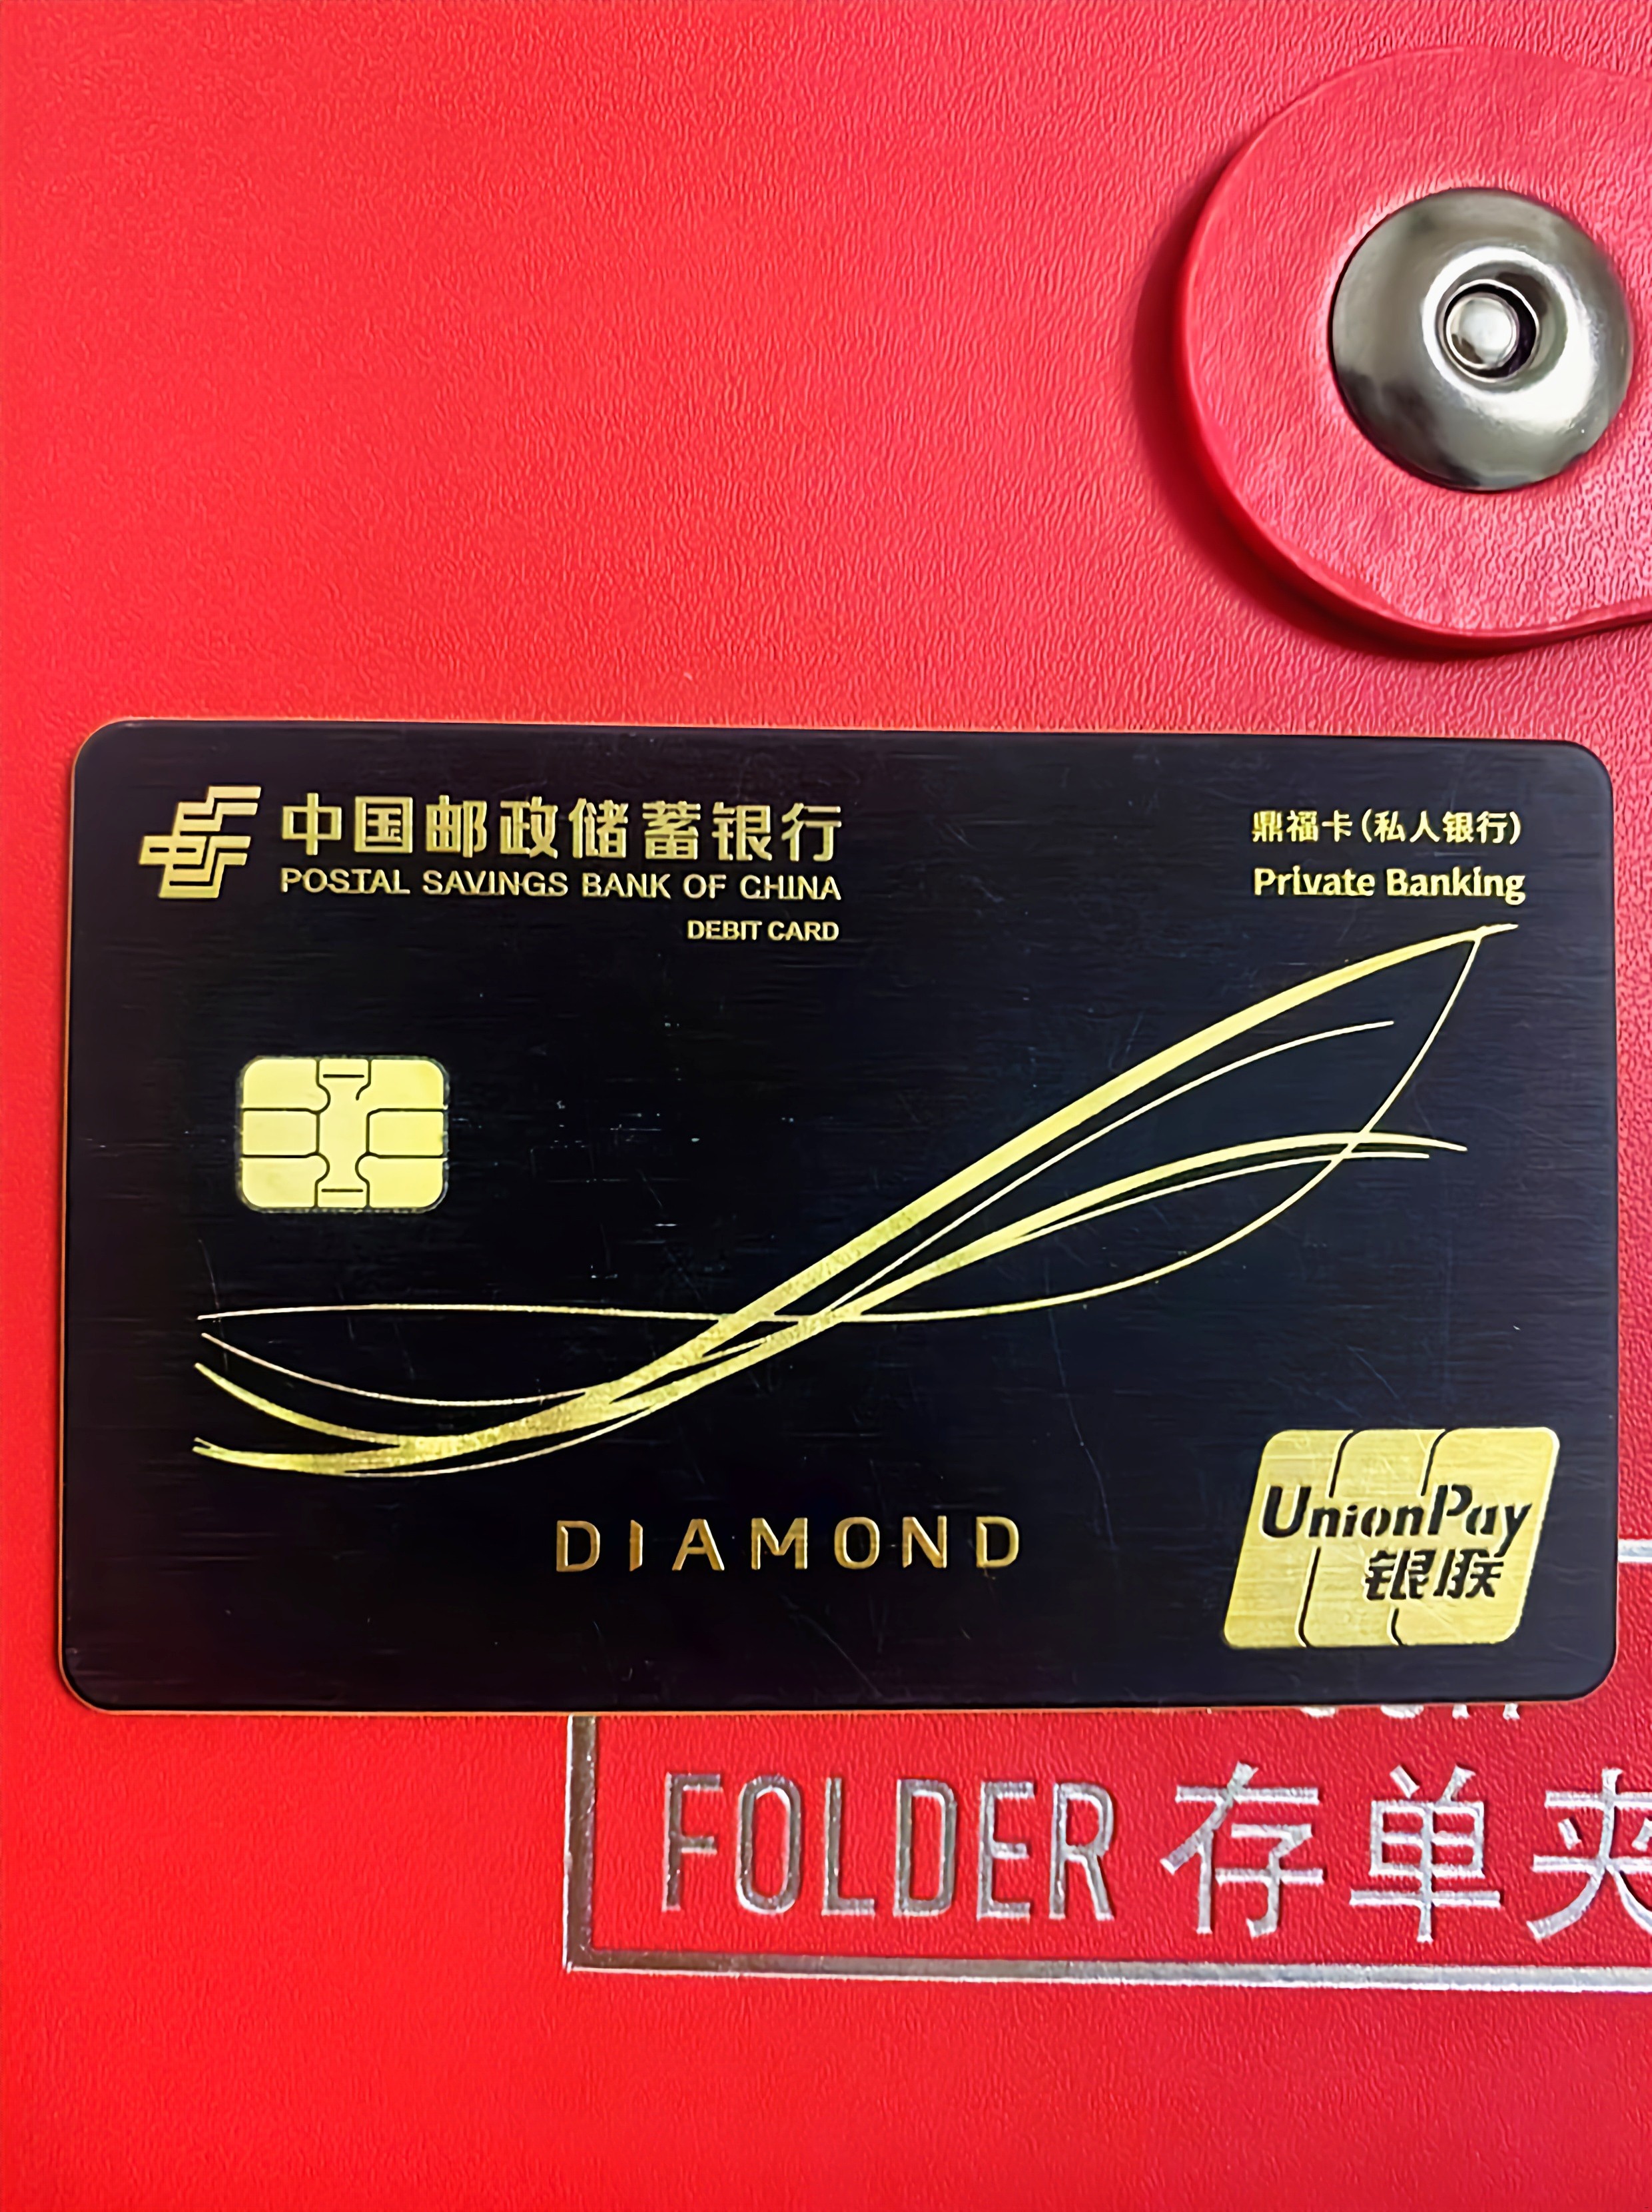 中国邮政储蓄银行
POSTAL SAVINGS BANK OF CHINA
DEBIT CARD
鼎福卡(私人银行)
Private Banking
DIAMOND
UnionPay
银联
FOLDER 存单夹